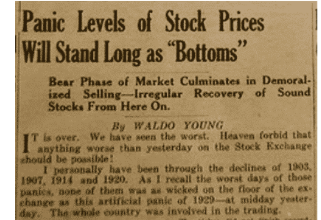 Panic Levels of Stock Prices
Will Stand Long as "Bottoms"
Bear Phase of Market Culminates in Demoral-
ized Selling—Irregular Recovery of Sound
Stocks From Here On.
By WALDO YOUNG
IT is over. We have seen the worst. Heaven forbid that
anything worse than yesterday on the Stock Exchange
should be possible!
I personally have been through the declines of 1903,
1907, 1914 and 1920. As I recall the worst days of those
panics, none of them was as wicked on the floor of the ex-
change as this artificial panic of 1929—at midday yester-
day. The whole country was involved in the trading.